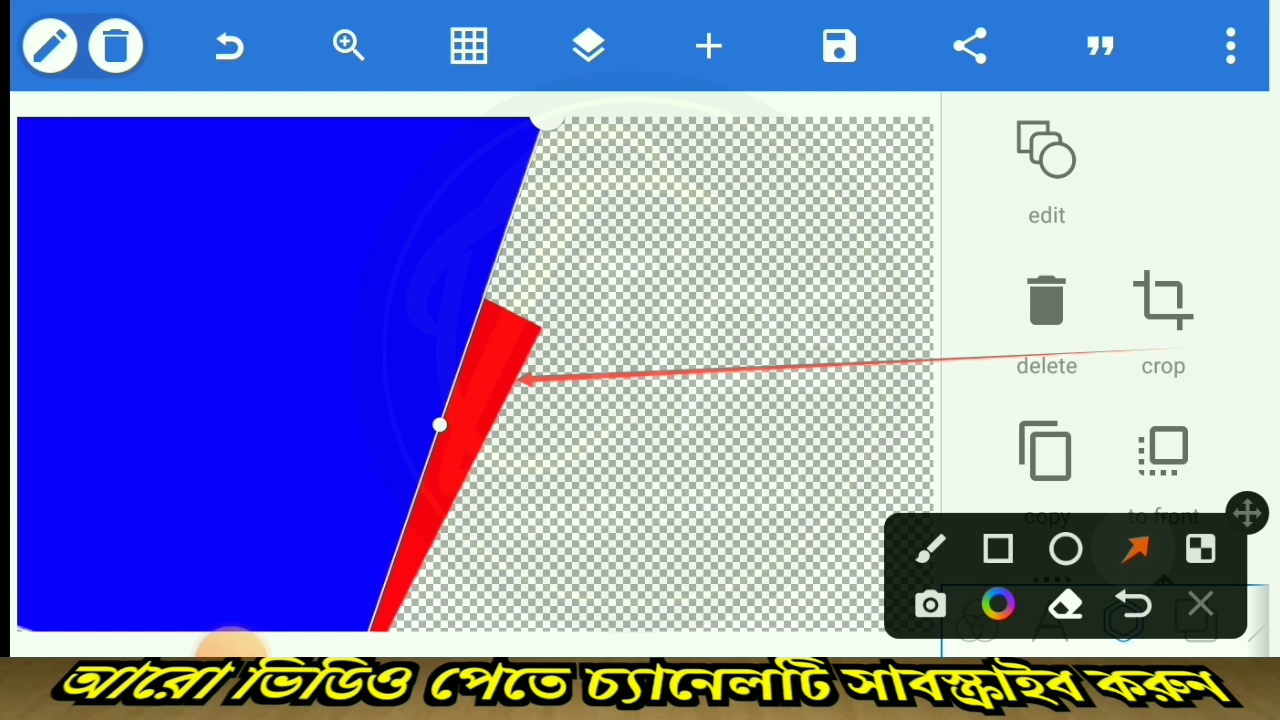 edit
delete
crop
copy
to front
আরো ভিডিও পেতে চ্যানেলটি সাবস্ক্রাইব করুন